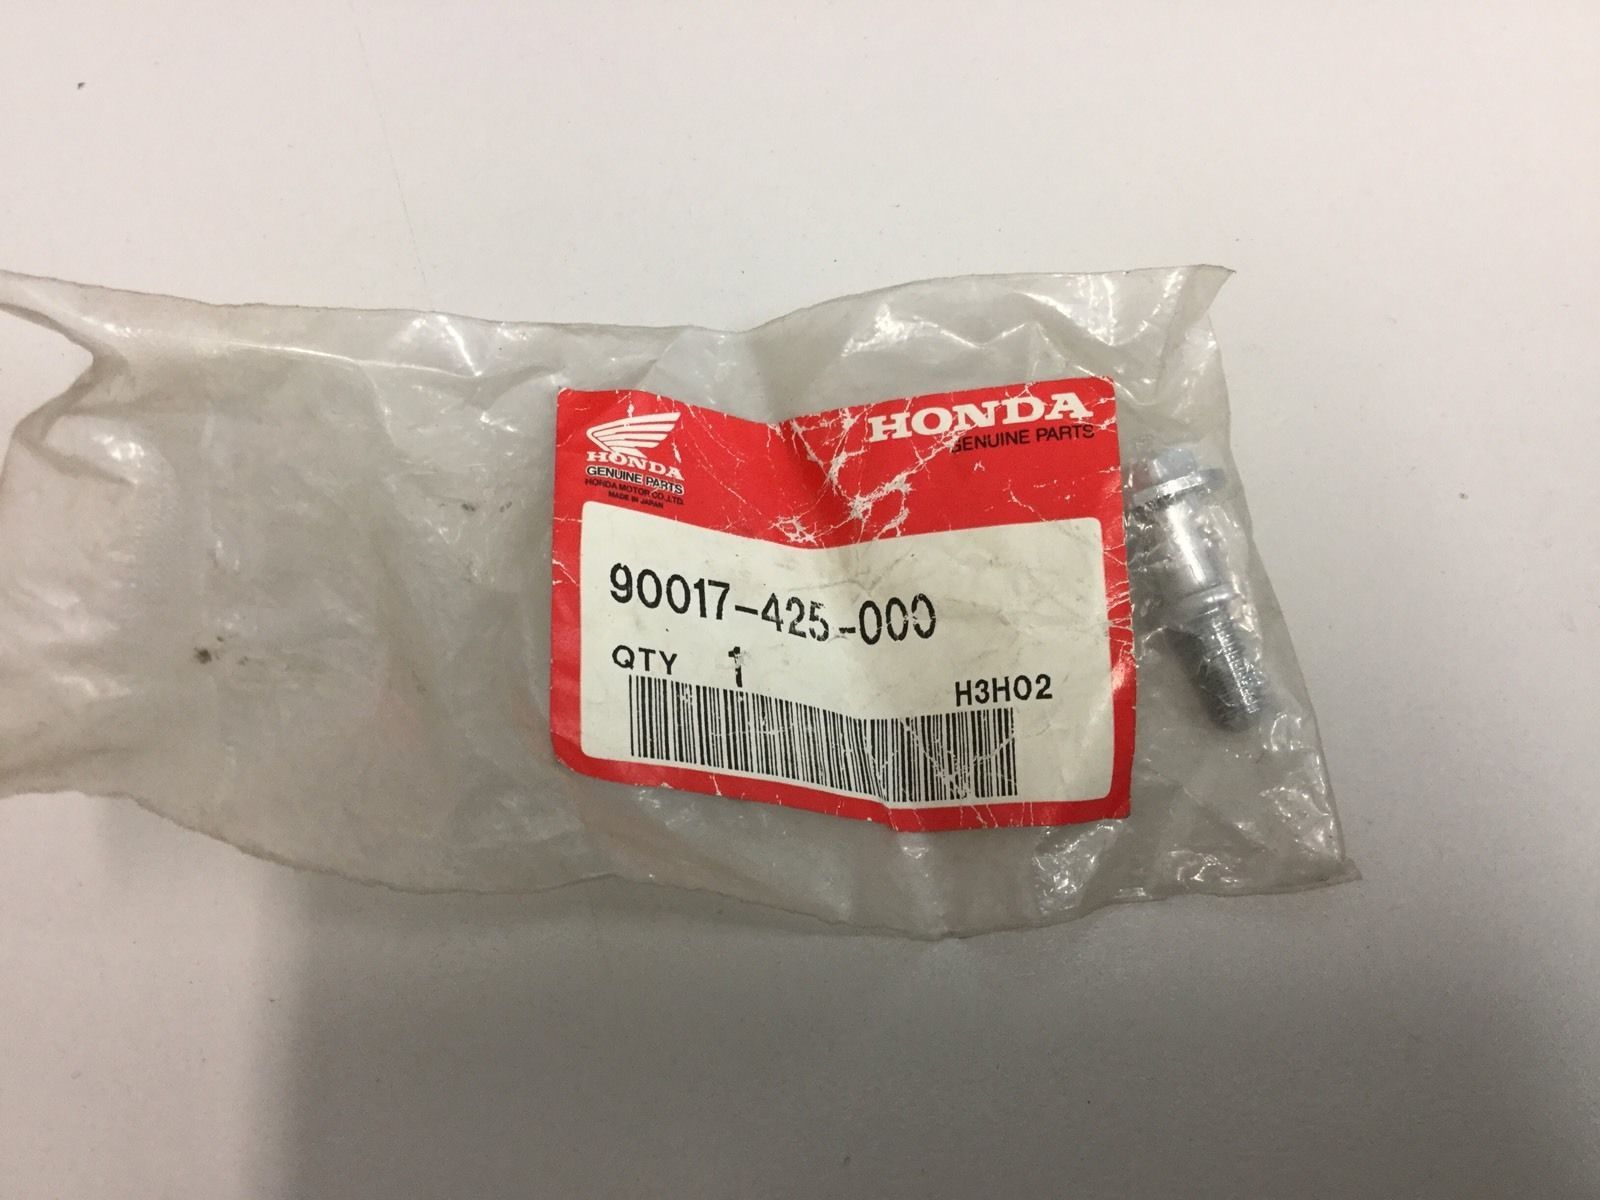 HONDA
GENUINE PARTS
HONDA MOTOR CO.,LTD.
MADE IN JAPAN
HONDA
GENUINE PARTS
90017-425-000
QTY 1
H3H02